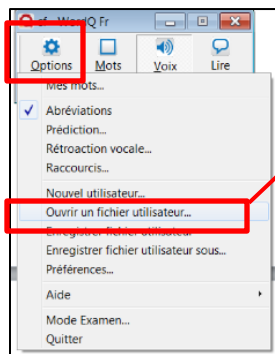 sf - WordQ Fr
Options Mots Voix Lire
Mes mots...
Abréviations
Prédiction...
Rétroaction vocale...
Raccourcis...
Nouvel utilisateur...
Ouvrir un fichier utilisateur...
Enregistrer fichier utilisateur
Enregistrer fichier utilisateur sous...
Préférences...
Aide
Mode Examen...
Quitter